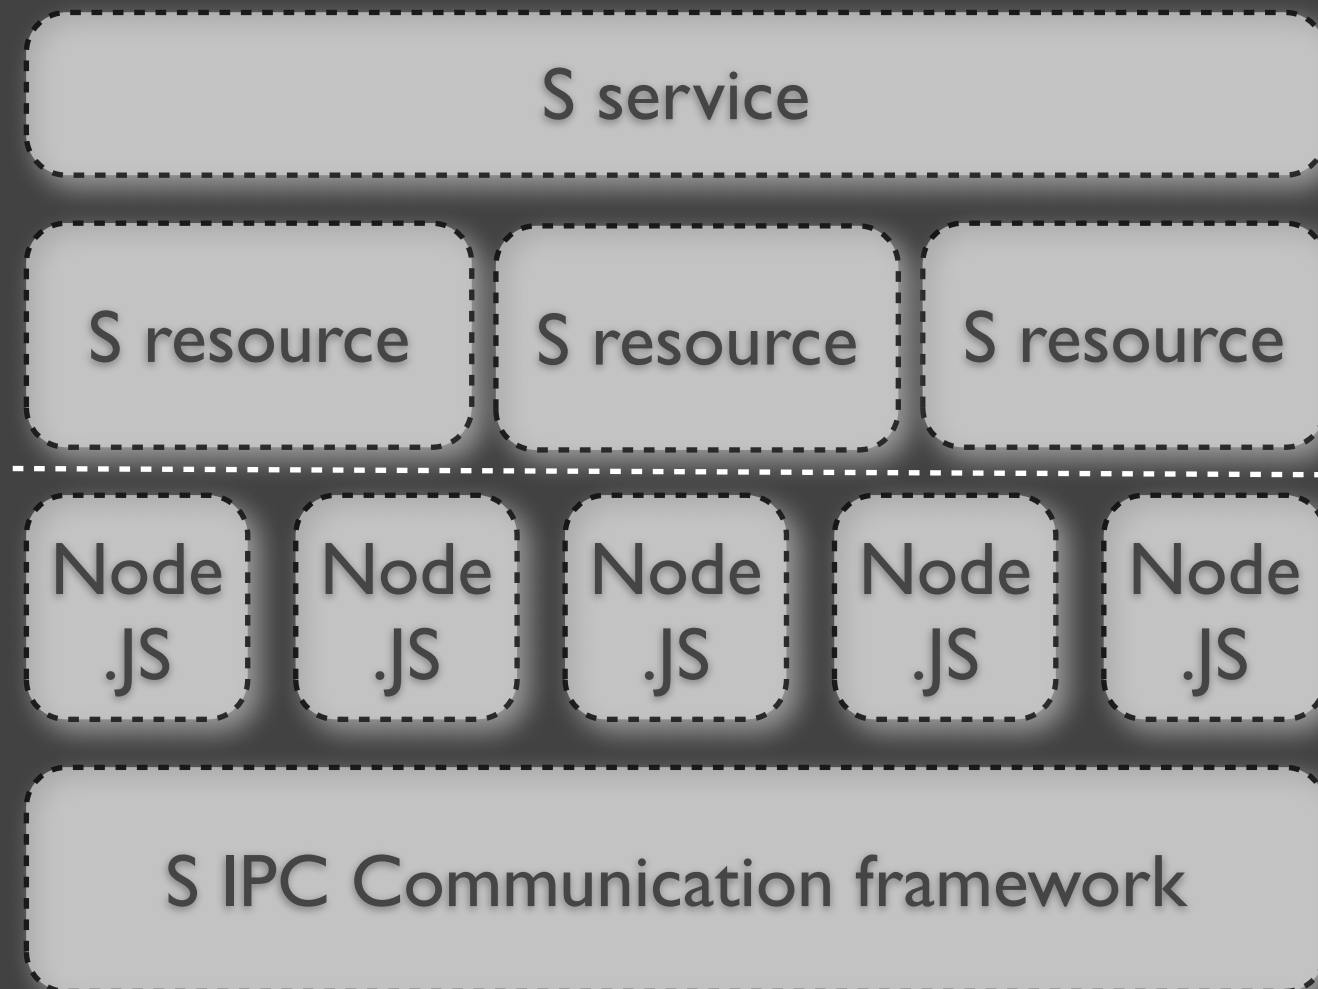 S service
S resource
S resource
S resource
Node
.JS
Node
.JS
Node
.JS
Node
.JS
Node
.JS
S IPC Communication framework